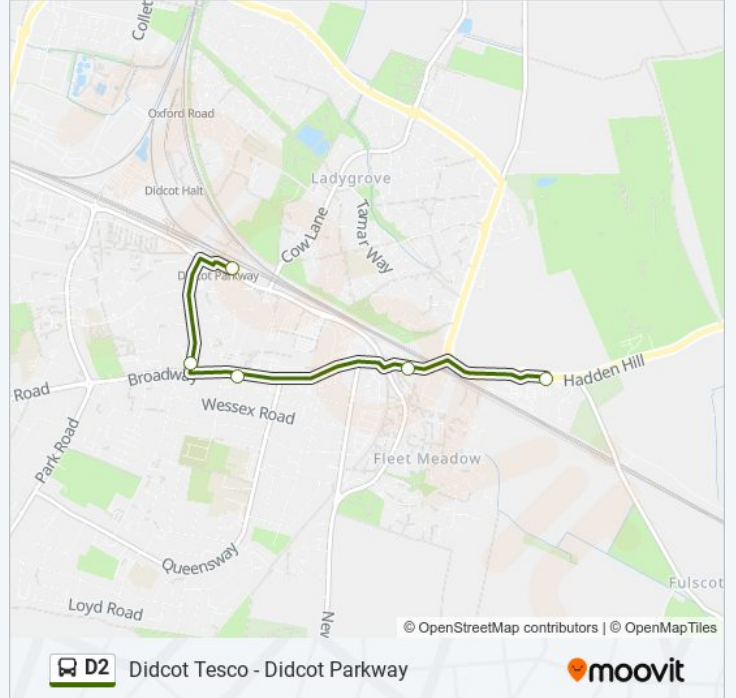 Collet
Oxford Road
Ladygrove
Didcot Halt
Cow Lane
Tamar Way
Didcot Parkway
Broadway
Hadden Hill
Road
Wessex Road
Park Road
Fleet Meadow
Queensway
Fulscot
Loyd Road
New
© OpenStreetMap contributors | © OpenMapTiles
D2 Didcot Tesco - Didcot Parkway
moovit